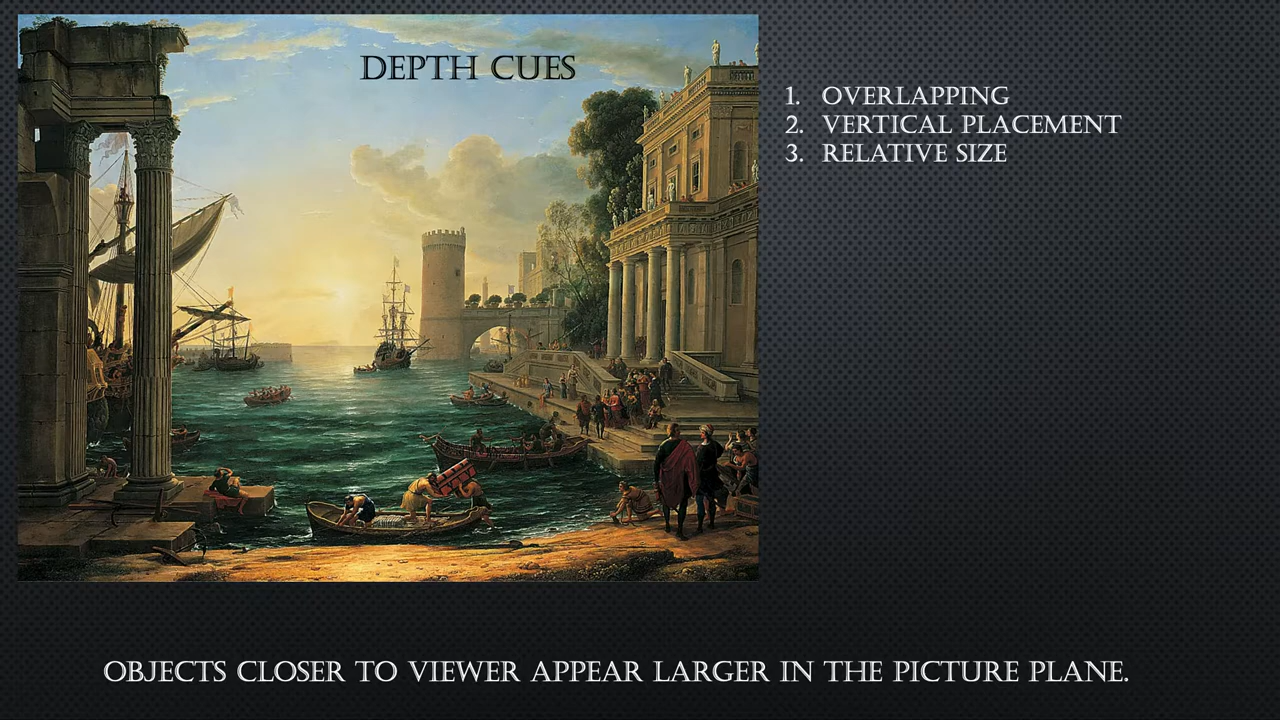 DEPTH CUES
1. OVERLAPPING
2. VERTICAL PLACEMENT
3. RELATIVE SIZE
OBJECTS CLOSER TO VIEWER APPEAR LARGER IN THE PICTURE PLANE.